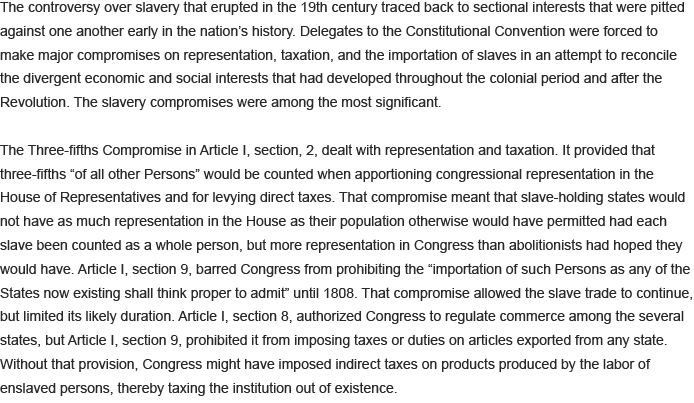 The controversy over slavery that erupted in the 19th century traced back to sectional interests that were pitted
against one another early in the nation’s history. Delegates to the Constitutional Convention were forced to
make major compromises on representation, taxation, and the importation of slaves in an attempt to reconcile
the divergent economic and social interests that had developed throughout the colonial period and after the
Revolution. The slavery compromises were among the most significant.

The Three-fifths Compromise in Article I, section, 2, dealt with representation and taxation. It provided that
three-fifths “of all other Persons” would be counted when apportioning congressional representation in the
House of Representatives and for levying direct taxes. That compromise meant that slave-holding states would
not have as much representation in the House as their population otherwise would have permitted had each
slave been counted as a whole person, but more representation in Congress than abolitionists had hoped they
would have. Article I, section 9, barred Congress from prohibiting the “importation of such Persons as any of the
States now existing shall think proper to admit” until 1808. That compromise allowed the slave trade to continue,
but limited its likely duration. Article I, section 8, authorized Congress to regulate commerce among the several
states, but Article I, section 9, prohibited it from imposing taxes or duties on articles exported from any state.
Without that provision, Congress might have imposed indirect taxes on products produced by the labor of
enslaved persons, thereby taxing the institution out of existence.